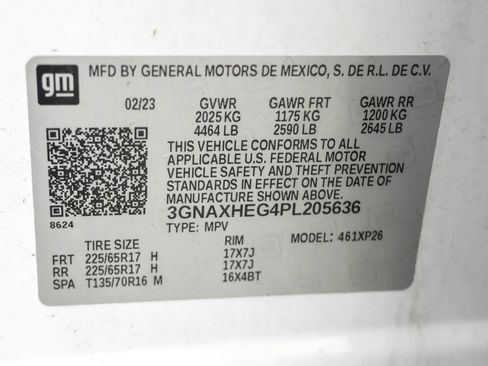 gm
MFD BY GENERAL MOTORS DE MEXICO, S. DE R.L. DE C.V.
02/23 GVWR GAWR FRT GAWR RR
2025 KG 1175 KG 1200 KG
4464 LB 2590 LB 2645 LB
THIS VEHICLE CONFORMS TO ALL
APPLICABLE U.S. FEDERAL MOTOR
VEHICLE SAFETY AND THEFT PREVENTION
STANDARDS IN EFFECT ON THE DATE OF
MANUFACTURE SHOWN ABOVE.
8624
3GNAXHEG4PL205636
TYPE: MPV MODEL: 461XP26
TIRE SIZE RIM
FRT 225/65R17 H 17X7J
RR 225/65R17 H 17X7J
SPA T135/70R16 M 16X4BT